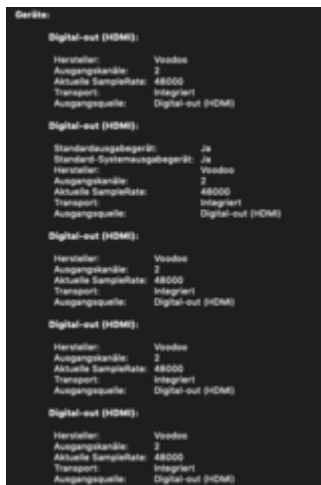 Geräte:
Digital-out (HDMI):
Hersteller: Voodoo
Ausgangskanäle: 2
Aktuelle SampleRate: 48000
Transport: Integriert
Ausgangsquelle: Digital-out (HDMI)
Digital-out (HDMI):
Standardausgabegerät: Ja
Standard-Systemausgabegerät: Ja
Hersteller: Voodoo
Ausgangskanäle: 2
Aktuelle SampleRate: 48000
Transport: Integriert
Ausgangsquelle: Digital-out (HDMI)
Digital-out (HDMI):
Hersteller: Voodoo
Ausgangskanäle: 2
Aktuelle SampleRate: 48000
Transport: Integriert
Ausgangsquelle: Digital-out (HDMI)
Digital-out (HDMI):
Hersteller: Voodoo
Ausgangskanäle: 2
Aktuelle SampleRate: 48000
Transport: Integriert
Ausgangsquelle: Digital-out (HDMI)
Digital-out (HDMI):
Hersteller: Voodoo
Ausgangskanäle: 2
Aktuelle SampleRate: 48000
Transport: Integriert
Ausgangsquelle: Digital-out (HDMI)